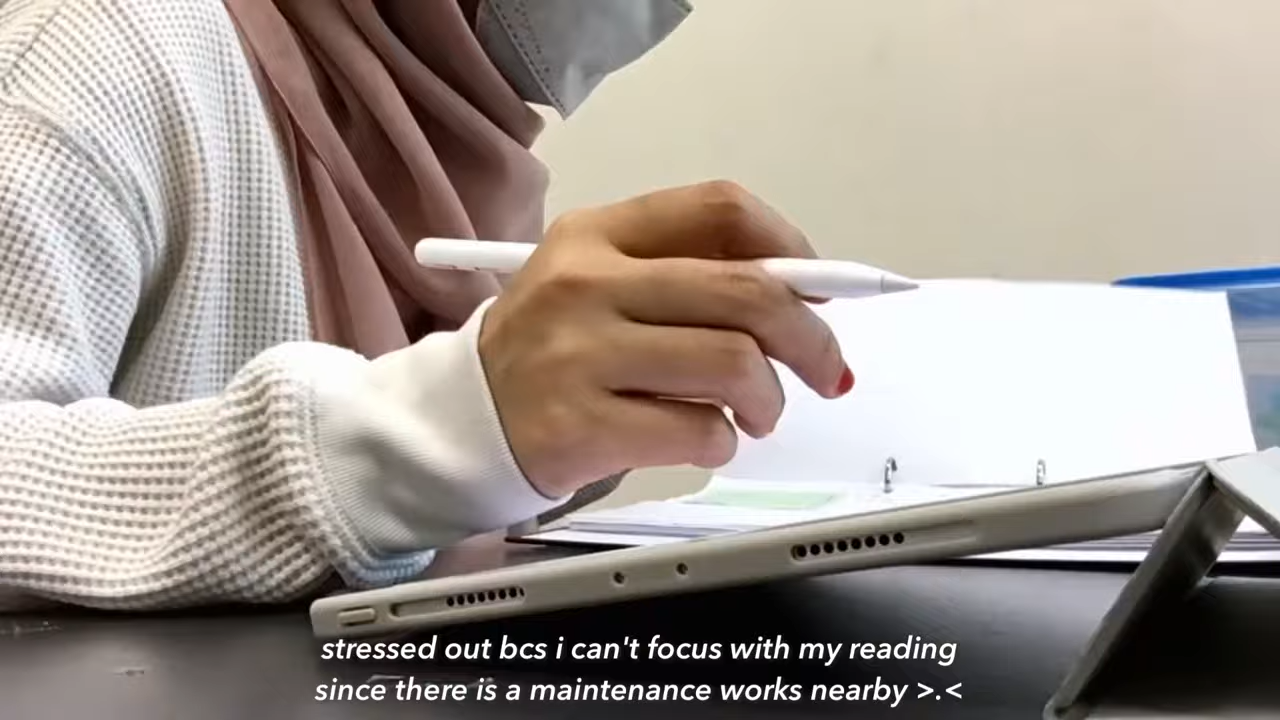 stressed out bcs i can't focus with my reading
since there is a maintenance works nearby >.<